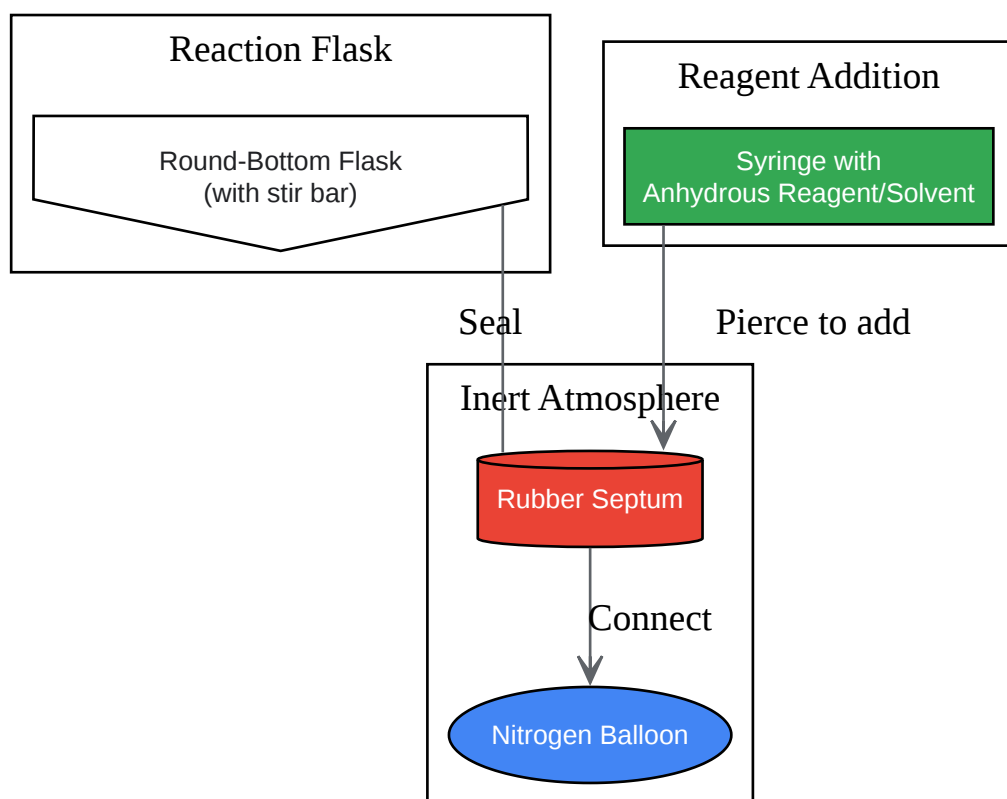 Reaction Flask
Round-Bottom Flask
(with stir bar)
Reagent Addition
Syringe with
Anhydrous Reagent/Solvent
Seal
Pierce to add
Inert Atmosphere
Rubber Septum
Connect
Nitrogen Balloon